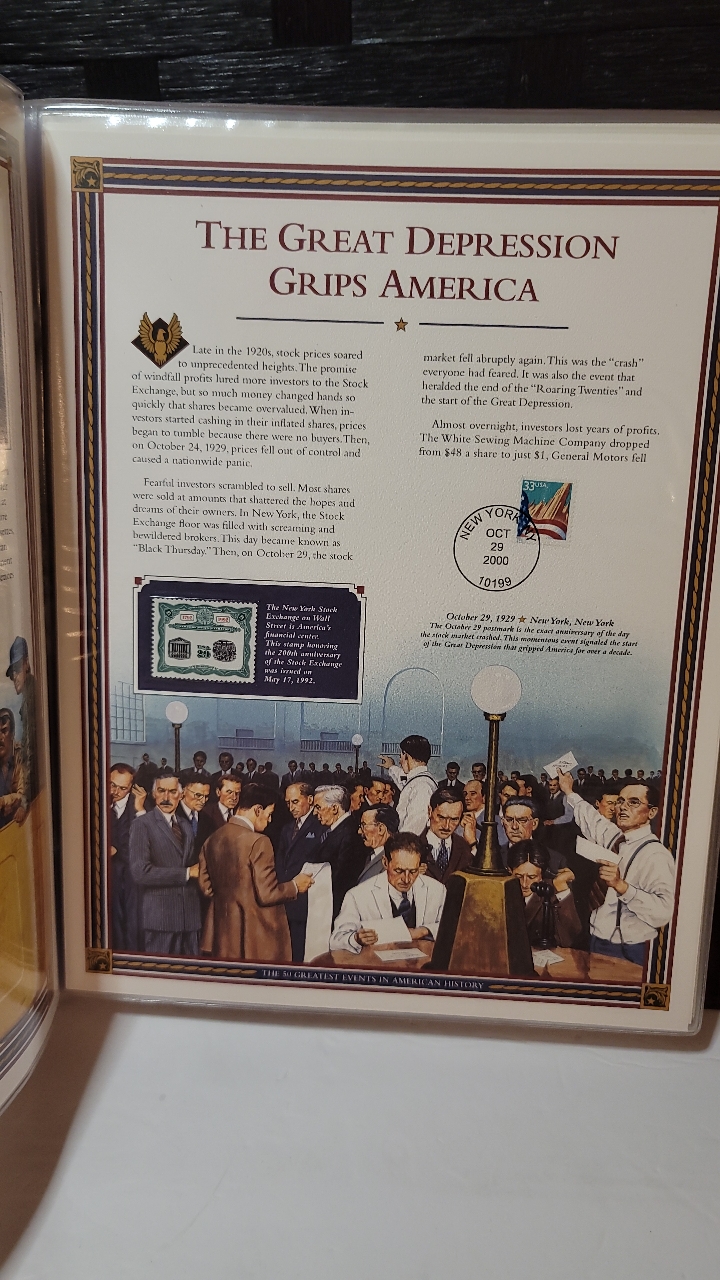 THE GREAT DEPRESSION
GRIPS AMERICA
Late in the 1920s, stock prices soared
to unprecedented heights. The promise
of windfall profits lured more investors to the Stock
Exchange, but so much money changed hands so
quickly that shares became overvalued. When in-
vestors started cashing in their inflated shares, prices
began to tumble because there were no buyers. Then,
on October 24, 1929, prices fell out of control and
caused a nationwide panic.
Fearful investors scrambled to sell. Most shares
were sold at amounts that shattered the hopes and
dreams of their owners. In New York, the Stock
Exchange floor was filled with screaming and
bewildered brokers. This day became known as
"Black Thursday." Then, on October 29, the stock
market fell abruptly again. This was the "crash"
everyone had feared. It was also the event that
heralded the end of the "Roaring Twenties" and
the start of the Great Depression.
Almost overnight, investors lost years of profits.
The White Sewing Machine Company dropped
from $48 a share to just $1, General Motors fell
33 USA
NEW YORK, NY
OCT
29
2000
10199
October 29, 1929 ★ New York, New York
The October 29 postmark is the exact anniversary of the day
the stock market crashed. This momentous event signaled the start
of the Great Depression that gripped America for over a decade.
The New York Stock
Exchange on Wall
Street is America's
financial center.
This stamp honoring
the 200th anniversary
of the Stock Exchange
was issued on
May 17, 1992.
1792 1992
29
THE 50 GREATEST EVENTS IN AMERICAN HISTORY